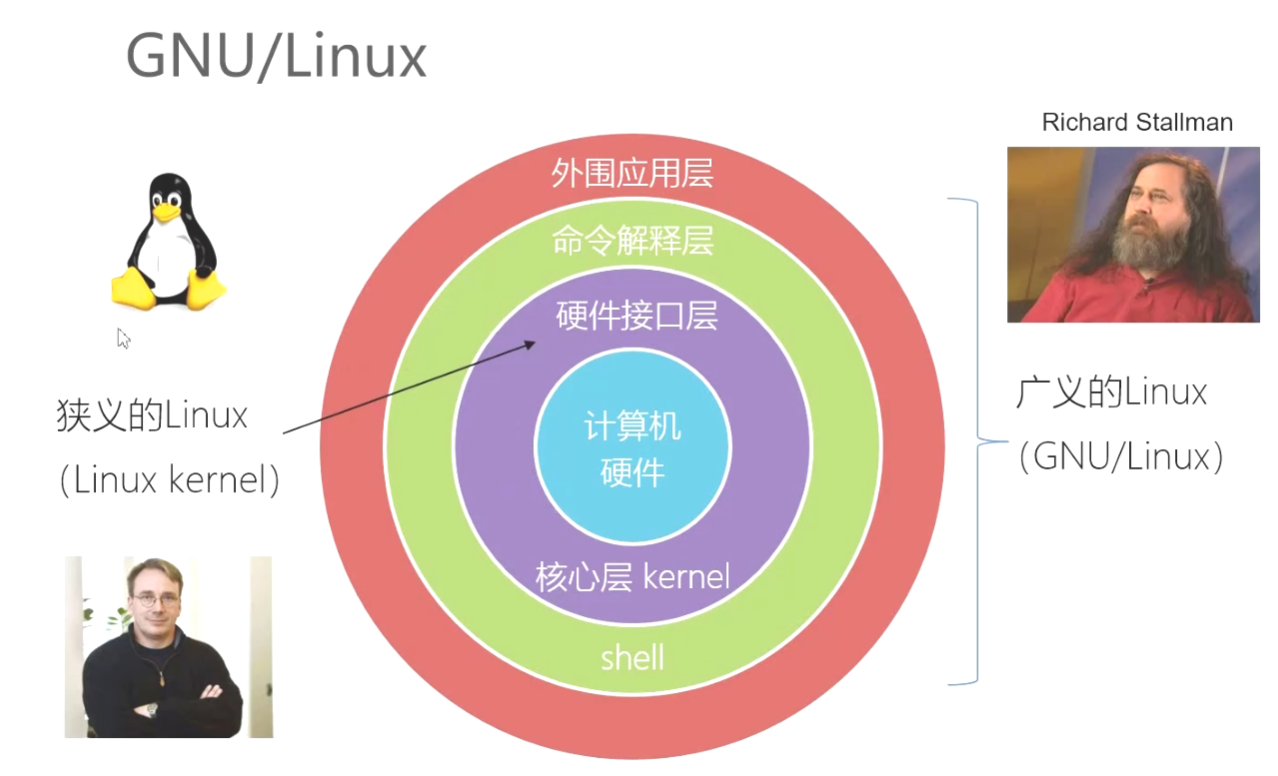 GNU/Linux
Richard Stallman
外围应用层
命令解释层
硬件接口层
计算机
硬件
核心层 kernel
shell
狭义的Linux
(Linux kernel)
广义的Linux
(GNU/Linux)